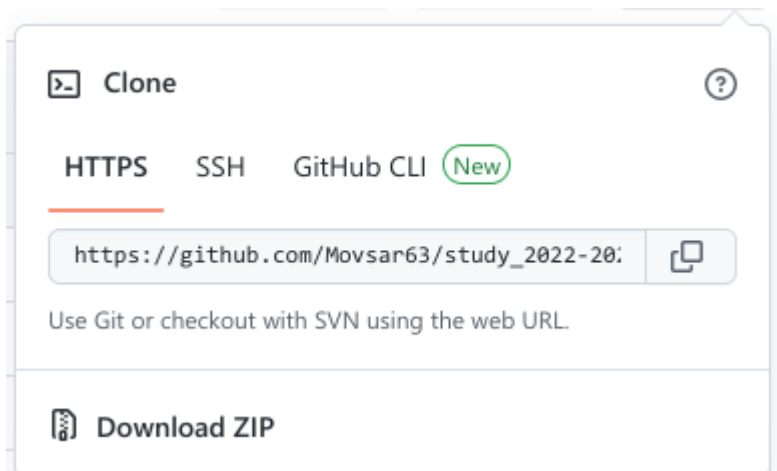 Clone
HTTPS SSH GitHub CLI New
https://github.com/Movsar63/study_2022-202
Use Git or checkout with SVN using the web URL.
Download ZIP